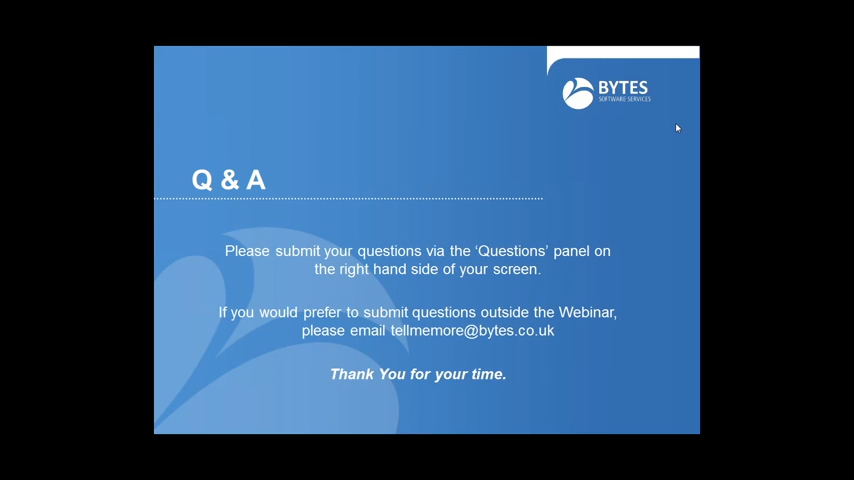 BYTES
SOFTWARE SERVICES
Q & A
Please submit your questions via the ‘Questions’ panel on
the right hand side of your screen.
If you would prefer to submit questions outside the Webinar,
please email tellmemore@bytes.co.uk
Thank You for your time.